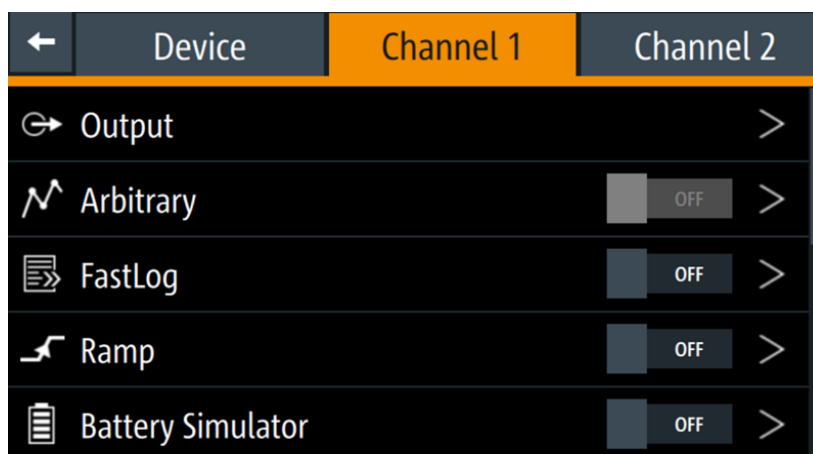 Device Channel 1 Channel 2
Output
Arbitrary OFF
FastLog OFF
Ramp OFF
Battery Simulator OFF